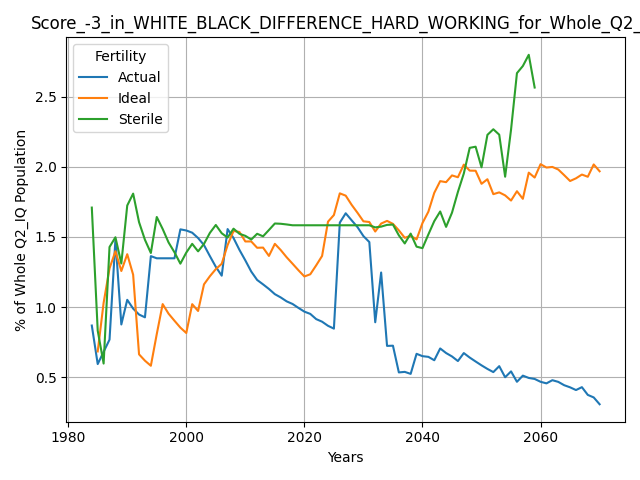 Score_-3_in_WHITE_BLACK_DIFFERENCE_HARD_WORKING_for_Whole_Q2_
Fertility
Actual
Ideal
Sterile
% of Whole Q2_IQ Population
2.5
2.0
1.5
1.0
0.5
1980
2000
2020
2040
2060
Years